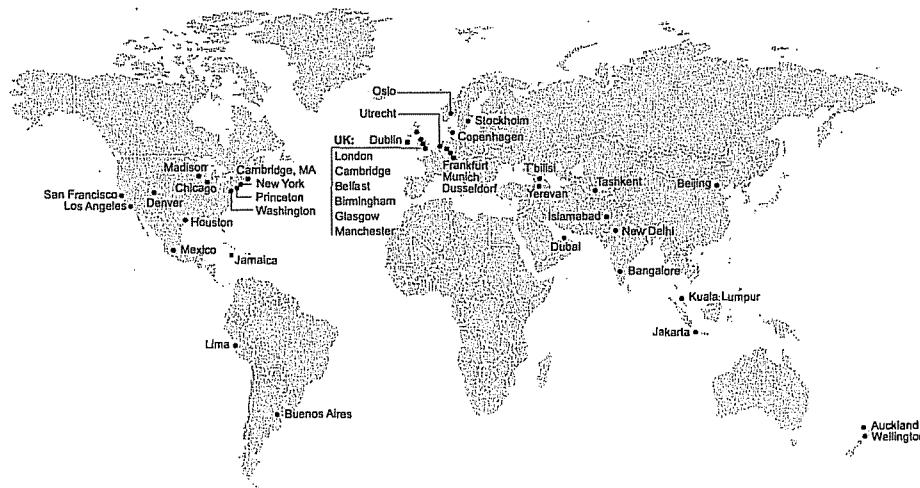 Oslo
Utrecht
Stockholm
UK:
Dublin
Copenhagen
London
Cambridge
Belfast
Birmingham
Glasgow
Manchester
Frankfurt
Munich
Dusseldorf
Madison
Cambridge, MA
Chicago
New York
Princeton
Washington
San Francisco
Los Angeles
Denver
Houston
Mexico
Jamaica
T'bilisi
Yerevan
Tashkent
Beijing
Islamabad
New Delhi
Dubai
Bangalore
Kuala Lumpur
Jakarta
Lima
Buenos Aires
Auckland
Wellington